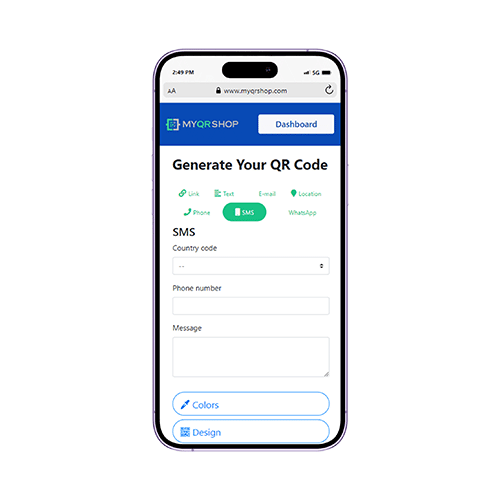 2:49 PM 5G
AA www.myqrshop.com
MYQRSHOP Dashboard
Generate Your QR Code
Link Text E-mail Location
Phone SMS WhatsApp
SMS
Country code
--
Phone number
Message
Colors
Design